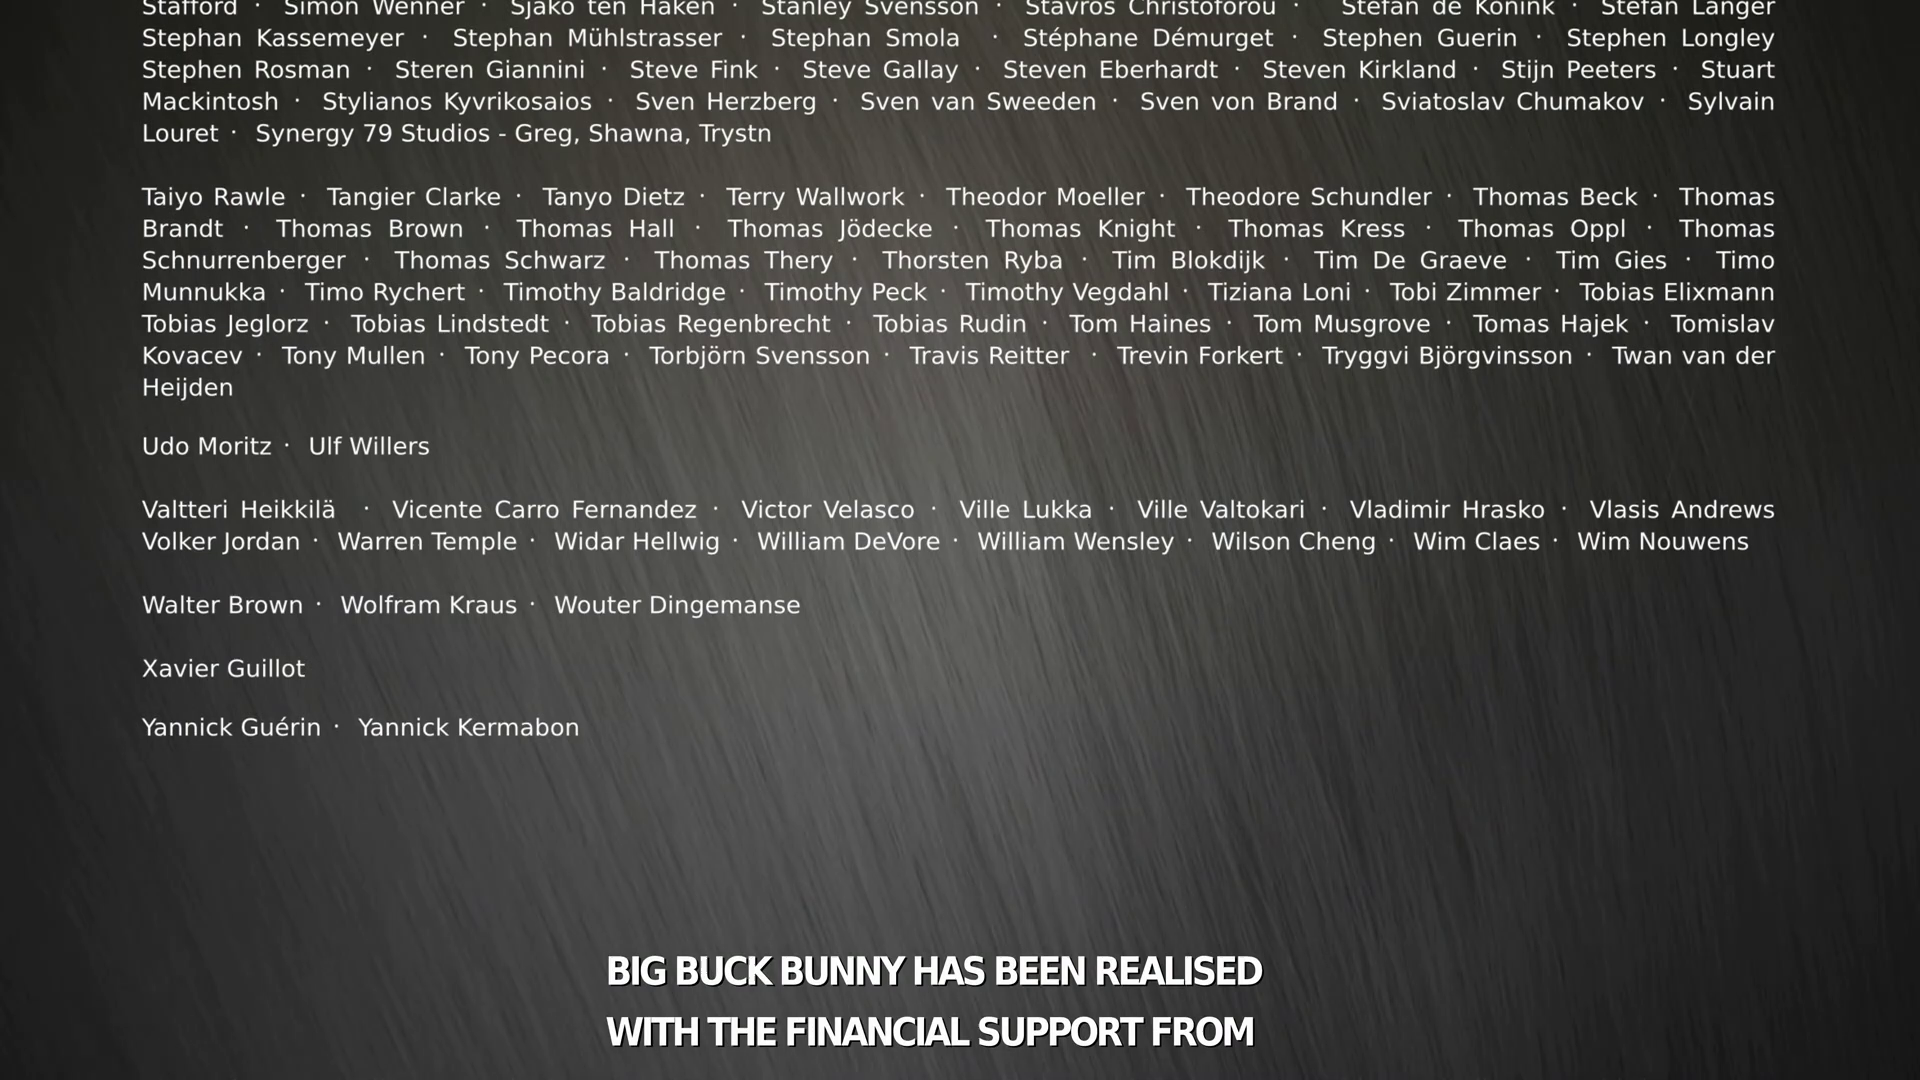 Stafford · Simon Wenner · Sjako ten Haken · Stanley Svensson · Stavros Christoforou · Stefan de Konink · Stefan Langer
Stephan Kassemeyer · Stephan Mühlstrasser · Stephan Smola · Stéphane Démurget · Stephen Guerin · Stephen Longley
Stephen Rosman · Steren Giannini · Steve Fink · Steve Gallay · Steven Eberhardt · Steven Kirkland · Stijn Peeters · Stuart
Mackintosh · Stylianos Kyvrikosaios · Sven Herzberg · Sven van Sweeden · Sven von Brand · Sviatoslav Chumakov · Sylvain
Louret · Synergy 79 Studios - Greg, Shawna, Trystn
Taiyo Rawle · Tangier Clarke · Tanyo Dietz · Terry Wallwork · Theodor Moeller · Theodore Schundler · Thomas Beck · Thomas
Brandt · Thomas Brown · Thomas Hall · Thomas Jödecke · Thomas Knight · Thomas Kress · Thomas Oppl · Thomas
Schnurrenberger · Thomas Schwarz · Thomas Thery · Thorsten Ryba · Tim Blokdijk · Tim De Graeve · Tim Gies · Timo
Munnukka · Timo Rychert · Timothy Baldridge · Timothy Peck · Timothy Vegdahl · Tiziana Loni · Tobi Zimmer · Tobias Elixmann
Tobias Jeglorz · Tobias Lindstedt · Tobias Regenbrecht · Tobias Rudin · Tom Haines · Tom Musgrove · Tomas Hajek · Tomislav
Kovacev · Tony Mullen · Tony Pecora · Torbjörn Svensson · Travis Reitter · Trevin Forkert · Tryggvi Björgvinsson · Twan van der
Heijden
Udo Moritz · Ulf Willers
Valtteri Heikkilä · Vicente Carro Fernandez · Victor Velasco · Ville Lukka · Ville Valtokari · Vladimir Hrasko · Vlasis Andrews
Volker Jordan · Warren Temple · Widar Hellwig · William DeVore · William Wensley · Wilson Cheng · Wim Claes · Wim Nouwens
Walter Brown · Wolfram Kraus · Wouter Dingemanse
Xavier Guillot
Yannick Guérin · Yannick Kermabon
BIG BUCK BUNNY HAS BEEN REALISED
WITH THE FINANCIAL SUPPORT FROM